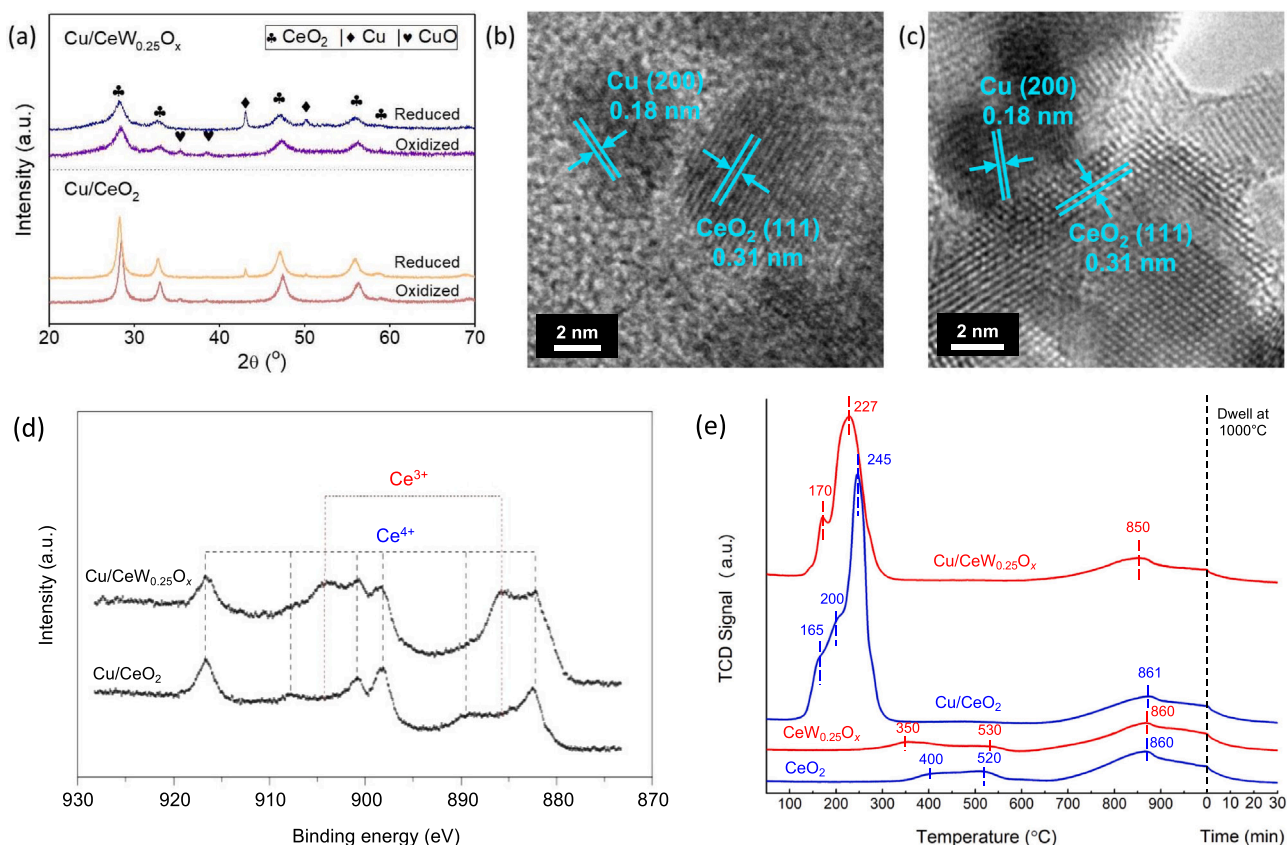 (a)
Cu/CeW0.25Ox
♣ CeO2 | ♦ Cu | ♥ CuO
Reduced
Oxidized
Cu/CeO2
Reduced
Oxidized
Intensity (a.u.)
20 30 40 50 60 70
2θ (°)
(b)
Cu (200)
0.18 nm
CeO2 (111)
0.31 nm
2 nm
(c)
Cu (200)
0.18 nm
CeO2 (111)
0.31 nm
2 nm
(d)
Ce3+
Ce4+
Cu/CeW0.25Ox
Cu/CeO2
Intensity (a.u.)
930 920 910 900 890 880 870
Binding energy (eV)
(e)
Dwell at
1000°C
227
245
170
850
Cu/CeW0.25Ox
200
165
861
Cu/CeO2
860
350 530
CeW0.25Ox
860
400 520
CeO2
TCD Signal （a.u.)
100 200 300 400 500 600 700 800 900 0 10 20 30
Temperature (°C) Time (min)